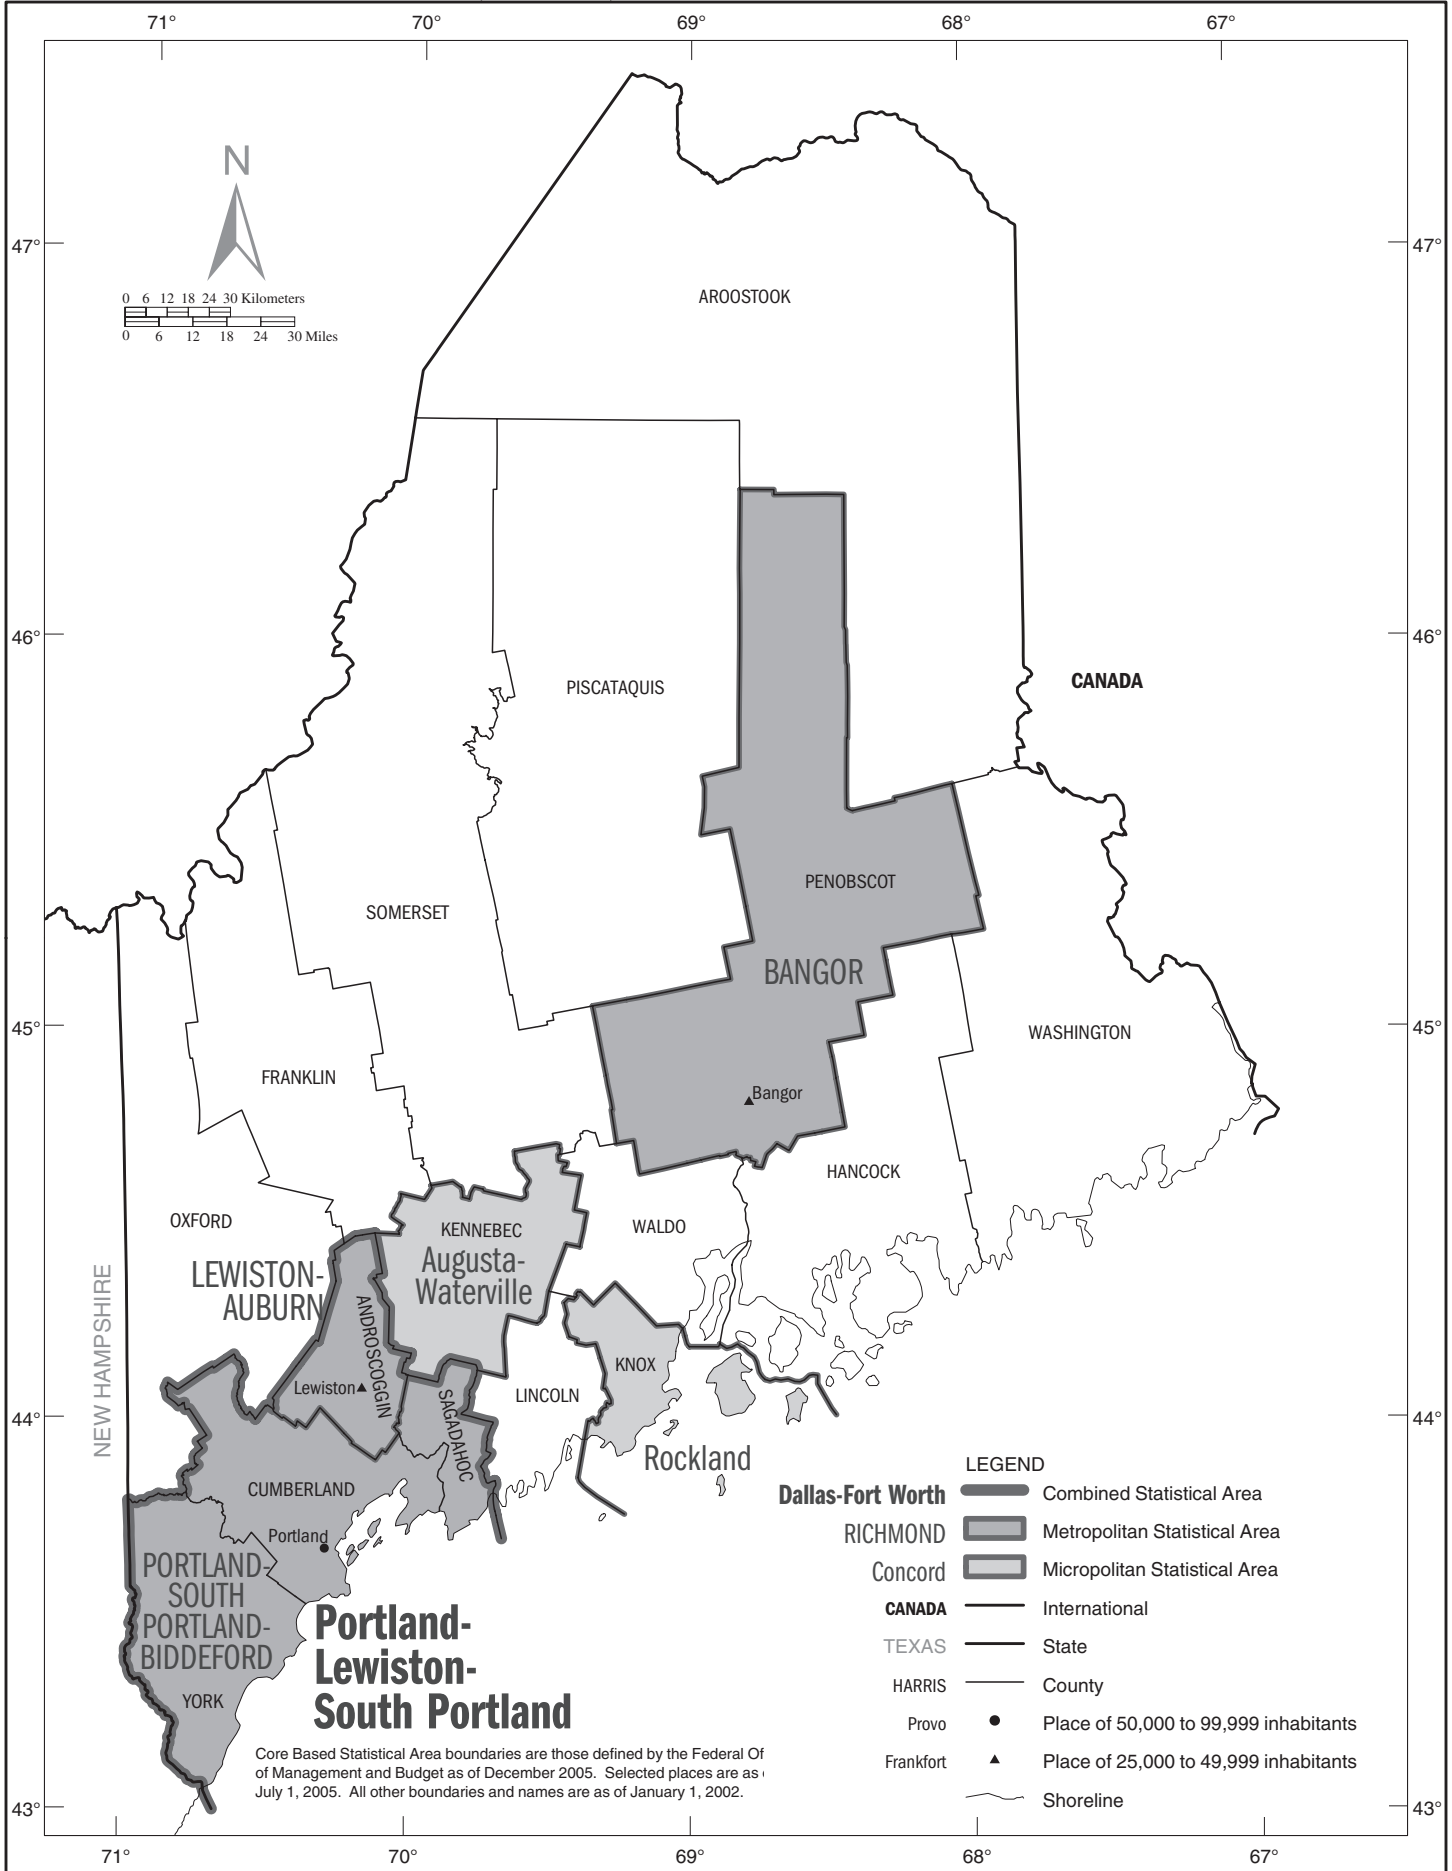 71° 70° 69° 68° 67°
N
47° 47°
0 6 12 18 24 30 Kilometers
0 6 12 18 24 30 Miles
AROOSTOOK
46° 46°
CANADA
PISCATAQUIS
PENOBSCOT
SOMERSET
BANGOR
45° 45°
WASHINGTON
FRANKLIN
Bangor
HANCOCK
OXFORD
KENNEBEC
WALDO
Augusta-
Waterville
LEWISTON-
AUBURN
NEW HAMPSHIRE
ANDROSCOGGIN
KNOX
Lewiston
SAGADAHOC
LINCOLN
44° 44°
Rockland
CUMBERLAND
Portland
PORTLAND-
SOUTH
PORTLAND-
BIDDEFORD
YORK
Portland-
Lewiston-
South Portland
LEGEND
Dallas-Fort Worth Combined Statistical Area
RICHMOND Metropolitan Statistical Area
Concord Micropolitan Statistical Area
CANADA International
TEXAS State
HARRIS County
Provo Place of 50,000 to 99,999 inhabitants
Frankfort Place of 25,000 to 49,999 inhabitants
Shoreline
Core Based Statistical Area boundaries are those defined by the Federal Of
of Management and Budget as of December 2005. Selected places are as
July 1, 2005. All other boundaries and names are as of January 1, 2002.
43° 43°
71° 70° 69° 68° 67°